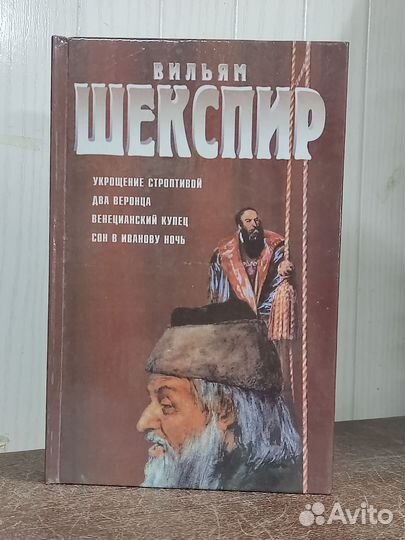 ВИЛЬЯМ
ШЕКСПИР
УКРОЩЕНИЕ СТРОПТИВОЙ
ДВА ВЕРОНЦА
ВЕНЕЦИАНСКИЙ КУПЕЦ
СОН В ИВАНОВУ НОЧЬ
Avito